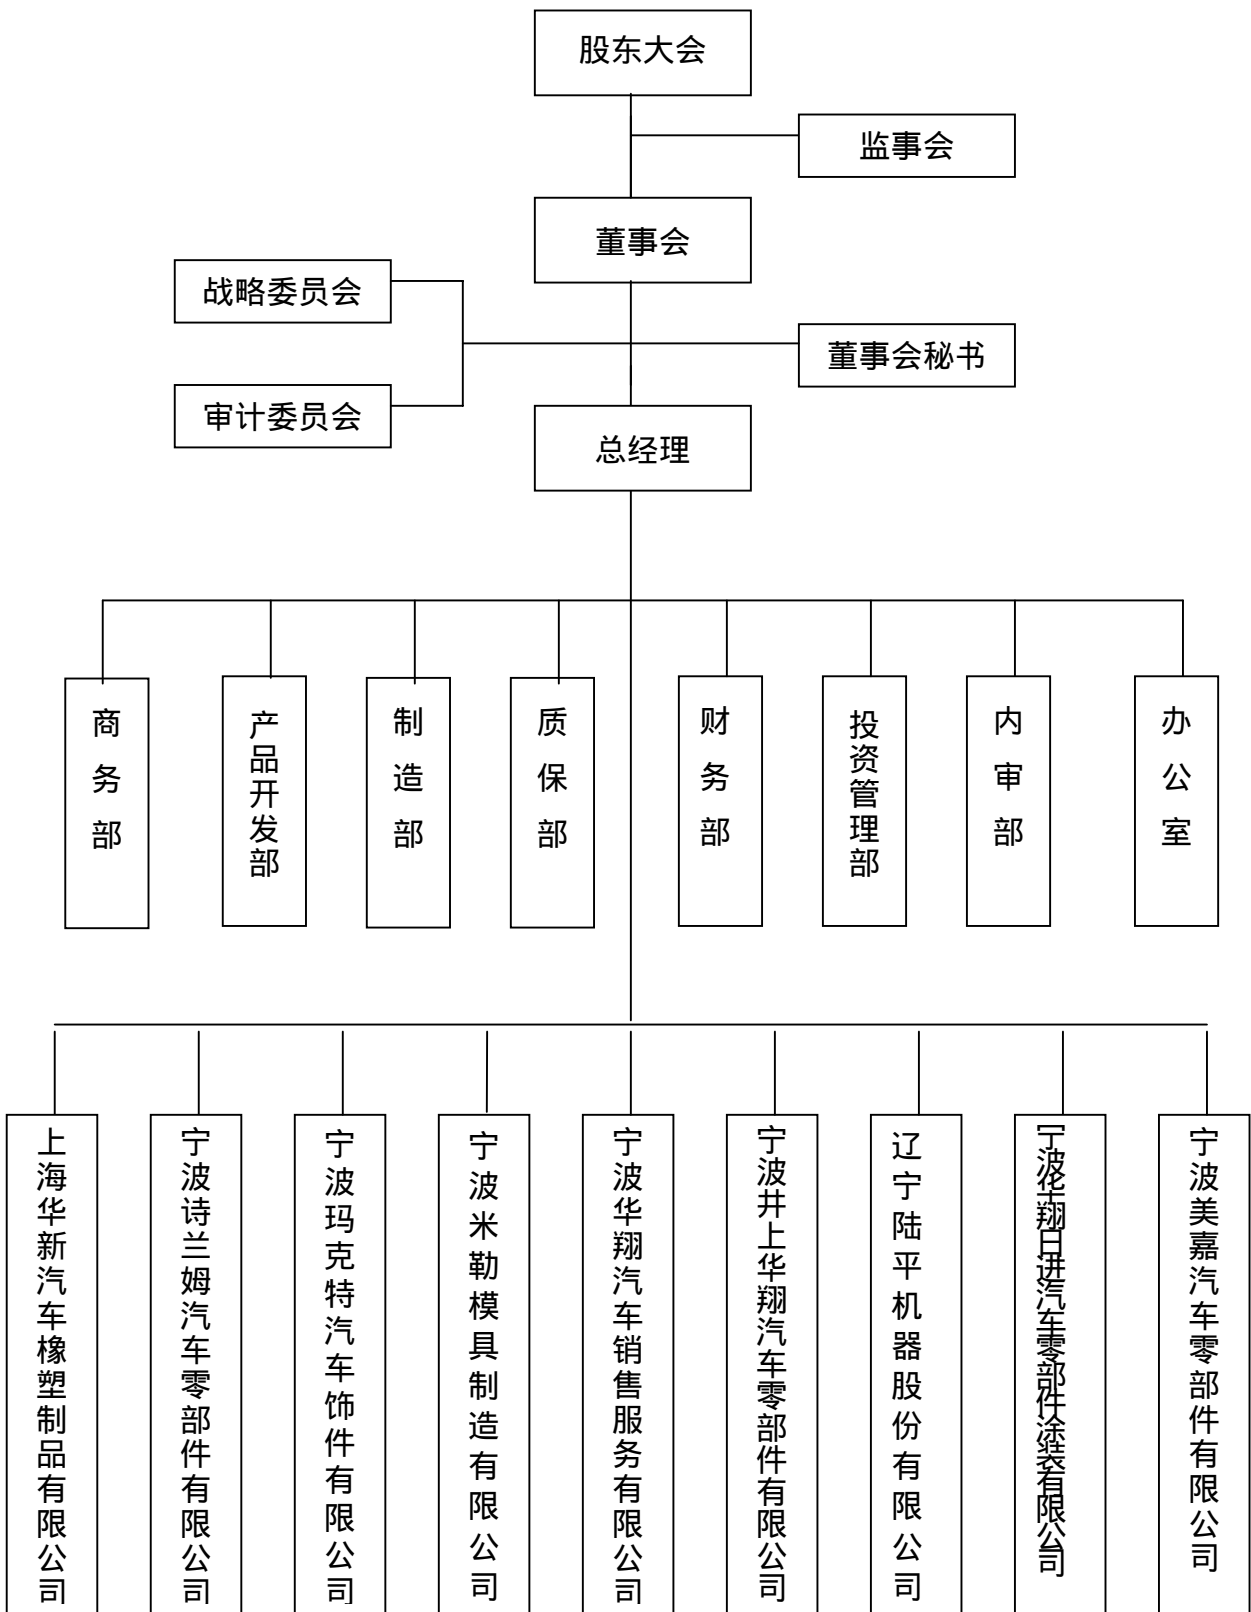 股东大会
监事会
董事会
战略委员会
董事会秘书
审计委员会
总经理
商务部
产品开发部
制造部
质保部
财务部
投资管理部
内审部
办公室
上海华新汽车橡塑制品有限公司
宁波诗兰姆汽车零部件有限公司
宁波玛克特汽车饰件有限公司
宁波米勒模具制造有限公司
宁波华翔汽车销售服务有限公司
宁波井上华翔汽车零部件有限公司
辽宁陆平机器股份有限公司
宁波华翔日进汽车零部件涂装有限公司
宁波美嘉汽车零部件有限公司